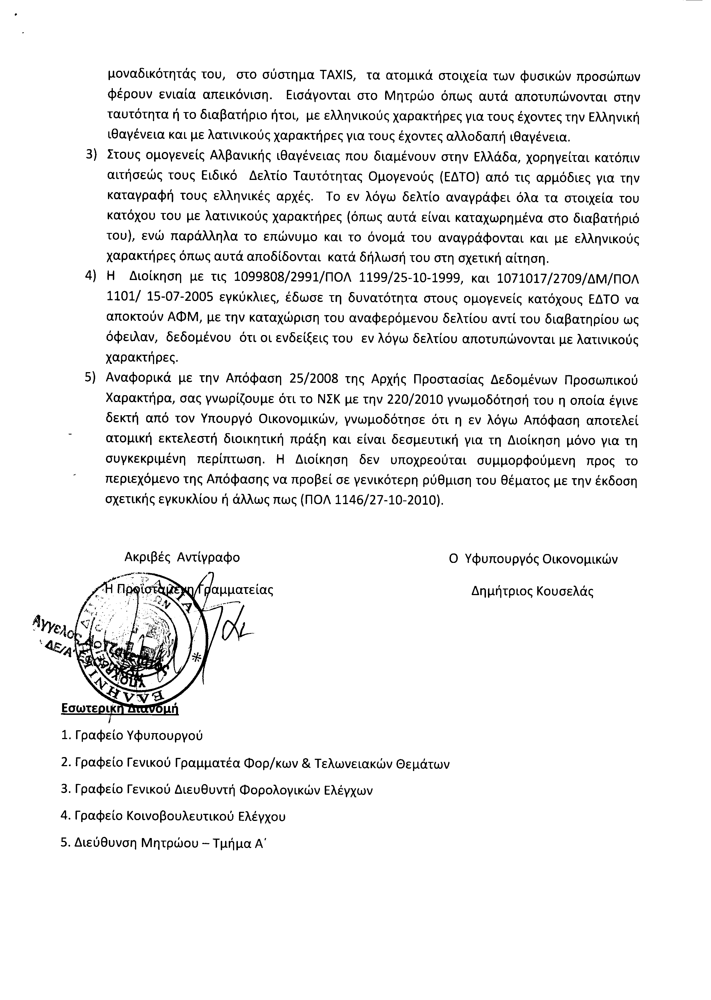 μοναδικότητάς του, στο σύστημα TAXIS, τα ατομικά στοιχεία των φυσικών προσώπων
φέρουν ενιαία απεικόνιση. Εισάγονται στο Μητρώο όπως αυτά αποτυπώνονται στην
ταυτότητα ή το διαβατήριο ήτοι, με ελληνικούς χαρακτήρες για τους έχοντες την Ελληνική
ιθαγένεια και με λατινικούς χαρακτήρες για τους έχοντες αλλοδαπή ιθαγένεια.
3) Στους ομογενείς Αλβανικής ιθαγένειας που διαμένουν στην Ελλάδα, χορηγείται κατόπιν
αιτήσεώς τους Ειδικό Δελτίο Ταυτότητας Ομογενούς (ΕΔΤΟ) από τις αρμόδιες για την
καταγραφή τους ελληνικές αρχές. Το εν λόγω δελτίο αναγράφει όλα τα στοιχεία του
κατόχου του με λατινικούς χαρακτήρες (όπως αυτά είναι καταχωρημένα στο διαβατήριό
του), ενώ παράλληλα το επώνυμο και το όνομά του αναγράφονται και με ελληνικούς
χαρακτήρες όπως αυτά αποδίδονται κατά δήλωσή του στη σχετική αίτηση.
4) Η Διοίκηση με τις 1099808/2991/ΠΟΛ 1199/25-10-1999, και 1071017/2709/ΔΜ/ΠΟΛ
1101/ 15-07-2005 εγκύκλιες, έδωσε τη δυνατότητα στους ομογενείς κατόχους ΕΔΤΟ να
αποκτούν ΑΦΜ, με την καταχώριση του αναφερόμενου δελτίου αντί του διαβατηρίου ως
όφειλαν, δεδομένου ότι οι ενδείξεις του εν λόγω δελτίου αποτυπώνονται με λατινικούς
χαρακτήρες.
5) Αναφορικά με την Απόφαση 25/2008 της Αρχής Προστασίας Δεδομένων Προσωπικού
Χαρακτήρα, σας γνωρίζουμε ότι το ΝΣΚ με την 220/2010 γνωμοδότησή του η οποία έγινε
δεκτή από τον Υπουργό Οικονομικών, γνωμοδότησε ότι η εν λόγω Απόφαση αποτελεί
ατομική εκτελεστή διοικητική πράξη και είναι δεσμευτική για τη Διοίκηση μόνο για τη
συγκεκριμένη περίπτωση. Η Διοίκηση δεν υποχρεούται συμμορφούμενη προς το
περιεχόμενο της Απόφασης να προβεί σε γενικότερη ρύθμιση του θέματος με την έκδοση
σχετικής εγκυκλίου ή άλλως πως (ΠΟΛ 1146/27-10-2010).
Ακριβές Αντίγραφο
Ο Υφυπουργός Οικονομικών
Η Προϊσταμένη Γραμματείας
Δημήτριος Κουσελάς
Αγγελος
ΔΕ/Α'
ΕΛΛΗΝΙΚΗ
Εσωτερική Διανομή
1. Γραφείο Υφυπουργού
2. Γραφείο Γενικού Γραμματέα Φορ/κων & Τελωνειακών Θεμάτων
3. Γραφείο Γενικού Διευθυντή Φορολογικών Ελέγχων
4. Γραφείο Κοινοβουλευτικού Ελέγχου
5. Διεύθυνση Μητρώου – Τμήμα Α'